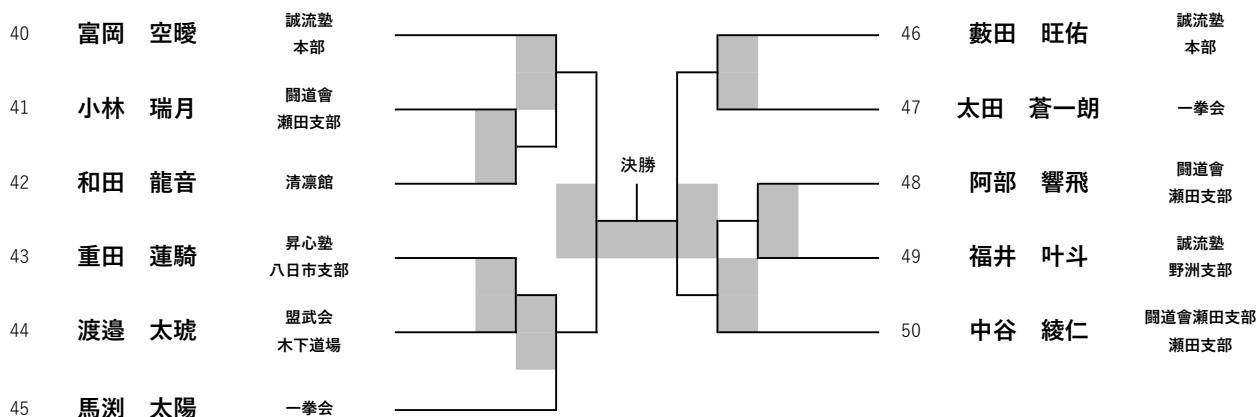 40 富岡 空曖 誠流塾 本部
41 小林 瑞月 闘道會 瀬田支部
42 和田 龍音 清凛館
43 重田 蓮騎 昇心塾 八日市支部
44 渡邉 太琥 盟武会 木下道場
45 馬渕 太陽 一拳会
決勝
46 藪田 旺佑 誠流塾 本部
47 太田 蒼一朗 一拳会
48 阿部 響飛 闘道會 瀬田支部
49 福井 叶斗 誠流塾 野洲支部
50 中谷 綾仁 闘道會瀬田支部 瀬田支部